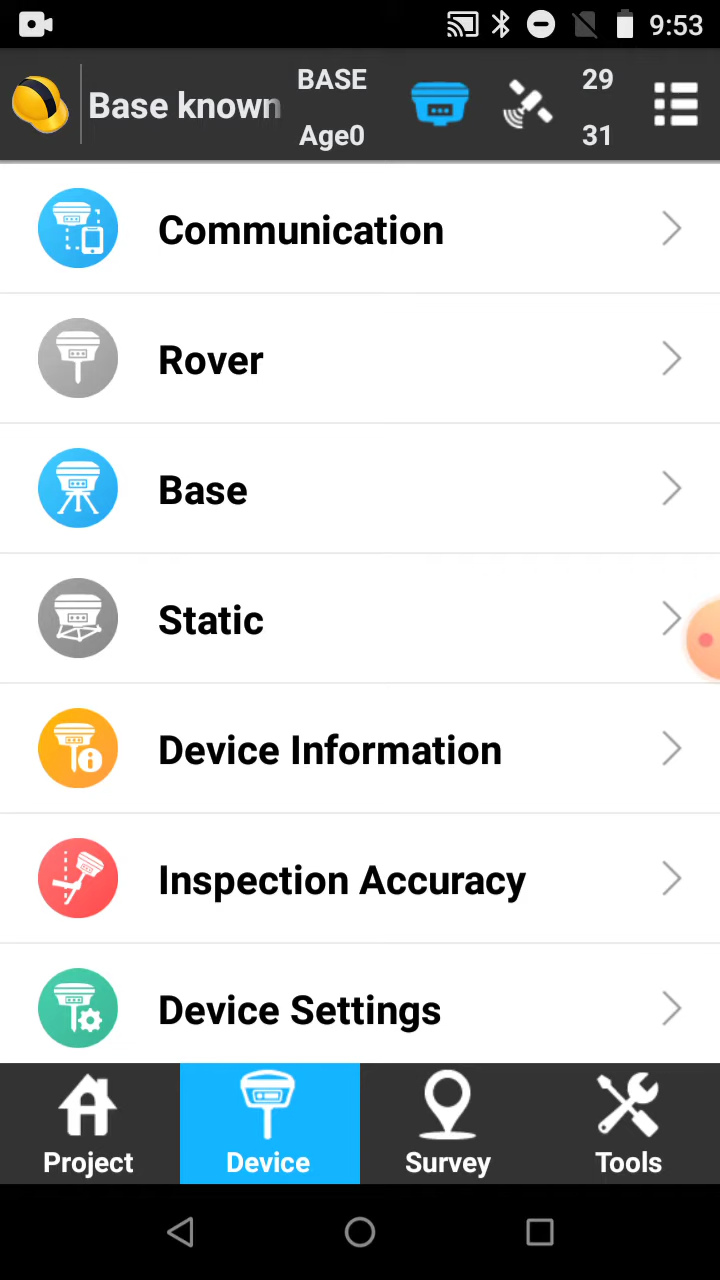 9:53
Base known
BASE
Age0
29
31
Communication
Rover
Base
Static
Device Information
Inspection Accuracy
Device Settings
Project
Device
Survey
Tools